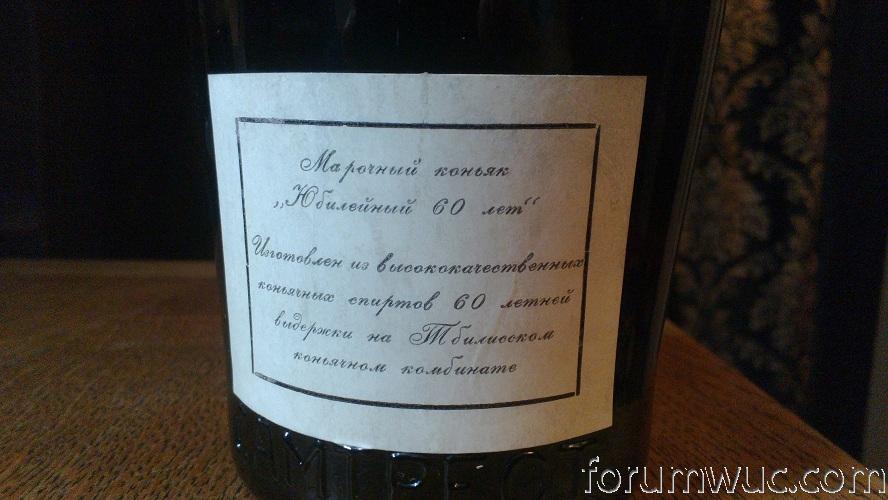 Марочный коньяк
„Юбилейный 60 лет“
Изготовлен из высококачественных
коньячных спиртов 60 летней
выдержки на Тбилисском
коньячном комбинате
forumwuc.com